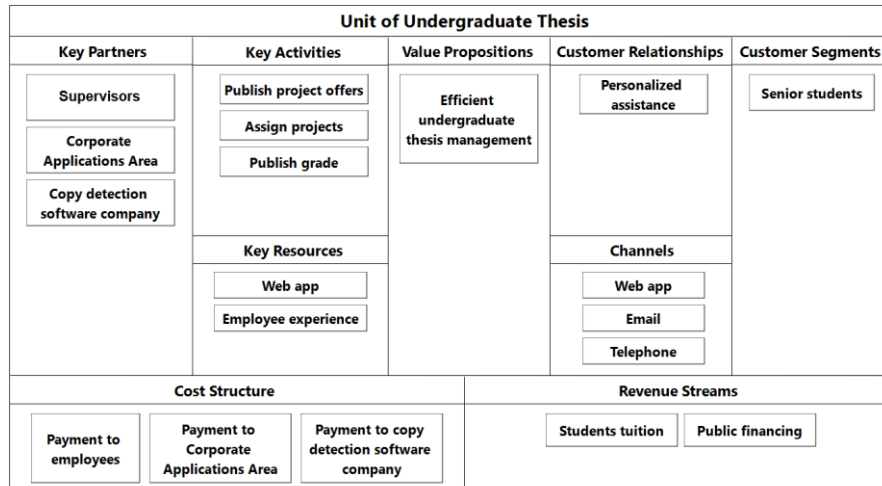 Unit of Undergraduate Thesis
Key Partners
Supervisors
Corporate
Applications Area
Copy detection
software company
Key Activities
Publish project offers
Assign projects
Publish grade
Key Resources
Web app
Employee experience
Value Propositions
Efficient
undergraduate
thesis management
Customer Relationships
Personalized
assistance
Channels
Web app
Email
Telephone
Customer Segments
Senior students
Cost Structure
Payment to
employees
Payment to
Corporate
Applications Area
Payment to copy
detection software
company
Revenue Streams
Students tuition
Public financing